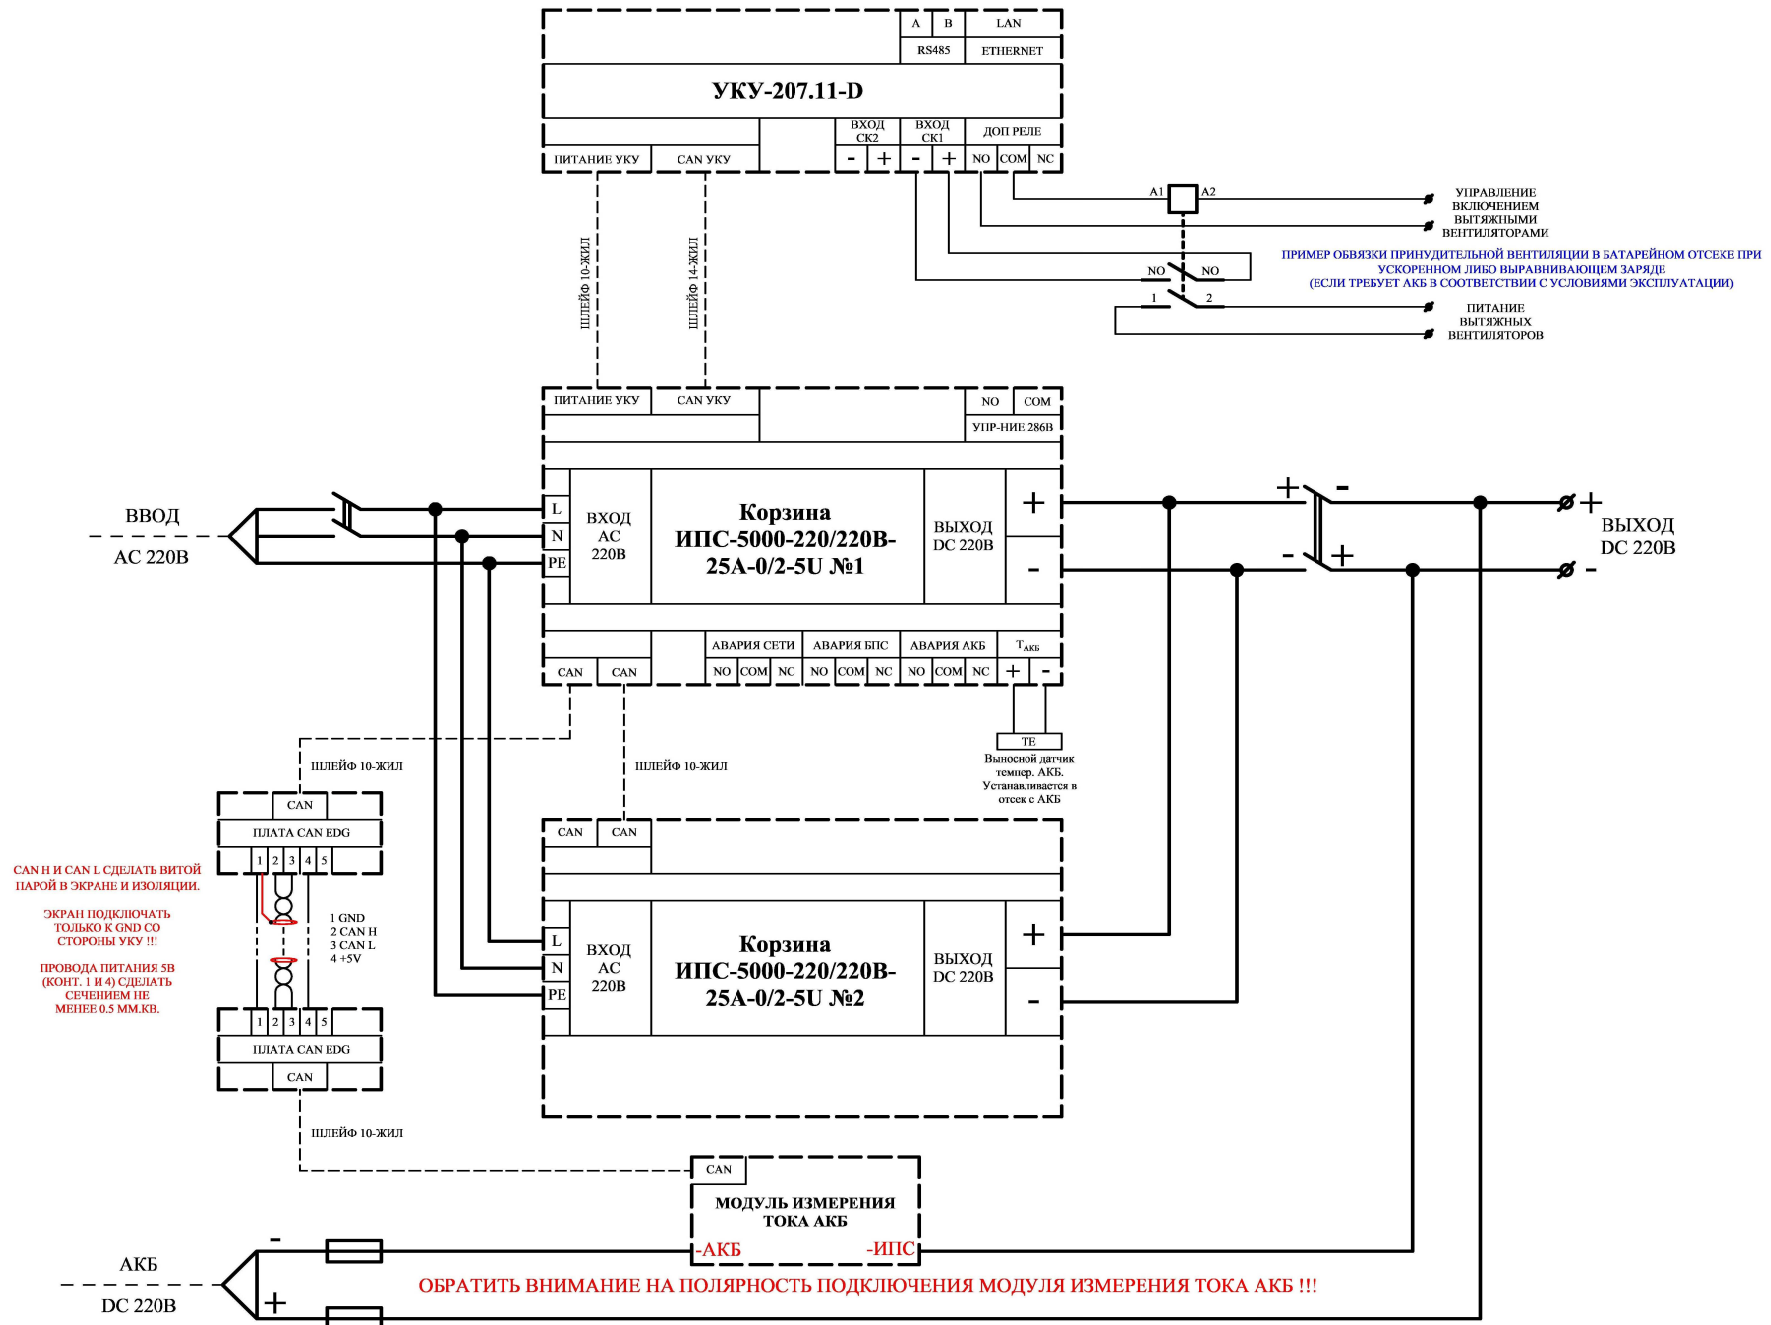 A B LAN
RS485 ETHERNET
УКУ-207.11-D
ВХОД СК2 ВХОД СК1 ДОП РЕЛЕ
ПИТАНИЕ УКУ CAN УКУ - + - + NO COM NC
A1 A2
УПРАВЛЕНИЕ
ВКЛЮЧЕНИЕМ
ВЫТЯЖНЫМИ
ВЕНТИЛЯТОРАМИ
ШЛЕЙФ 10-ЖИЛ
ШЛЕЙФ 14-ЖИЛ
ПРИМЕР ОБВЯЗКИ ПРИНУДИТЕЛЬНОЙ ВЕНТИЛЯЦИИ В БАТАРЕЙНОМ ОТСЕКЕ ПРИ
УСКОРЕННОМ ЛИБО ВЫРАВНИВАЮЩЕМ ЗАРЯДЕ
(ЕСЛИ ТРЕБУЕТ АКБ В СООТВЕТСТВИИ С УСЛОВИЯМИ ЭКСПЛУАТАЦИИ)
NO NO
1 2
ПИТАНИЕ
ВЫТЯЖНЫХ
ВЕНТИЛЯТОРОВ
ПИТАНИЕ УКУ CAN УКУ NO COM
УПР-НИЕ 286В
ВВОД
AC 220В
L
N
PE
ВХОД
AC
220В
Корзина
ИПС-5000-220/220В-
25А-0/2-5U №1
ВЫХОД
DC 220В
+
-
+ -
- +
+
-
ВЫХОД
DC 220В
АВАРИЯ СЕТИ АВАРИЯ БПС АВАРИЯ АКБ TАКБ
CAN CAN NO COM NC NO COM NC NO COM NC + -
TE
Выносной датчик
темпер. АКБ.
Устанавливается в
отсек с АКБ
ШЛЕЙФ 10-ЖИЛ
ШЛЕЙФ 10-ЖИЛ
CAN
ПЛАТА CAN EDG
1 2 3 4 5
CAN H И CAN L СДЕЛАТЬ ВИТОЙ
ПАРОЙ В ЭКРАНЕ И ИЗОЛЯЦИИ.
ЭКРАН ПОДКЛЮЧАТЬ
ТОЛЬКО К GND СО
СТОРОНЫ УКУ !!!
ПРОВОДА ПИТАНИЯ 5В
(КОНТ. 1 И 4) СДЕЛАТЬ
СЕЧЕНИЕМ НЕ
МЕНЕЕ 0.5 ММ.КВ.
1 GND
2 CAN H
3 CAN L
4 +5V
1 2 3 4 5
ПЛАТА CAN EDG
CAN
ШЛЕЙФ 10-ЖИЛ
CAN CAN
L
N
PE
ВХОД
AC
220В
Корзина
ИПС-5000-220/220В-
25А-0/2-5U №2
ВЫХОД
DC 220В
+
-
CAN
МОДУЛЬ ИЗМЕРЕНИЯ
ТОКА АКБ
-АКБ -ИПС
АКБ
DC 220В
-
+
ОБРАТИТЬ ВНИМАНИЕ НА ПОЛЯРНОСТЬ ПОДКЛЮЧЕНИЯ МОДУЛЯ ИЗМЕРЕНИЯ ТОКА АКБ !!!